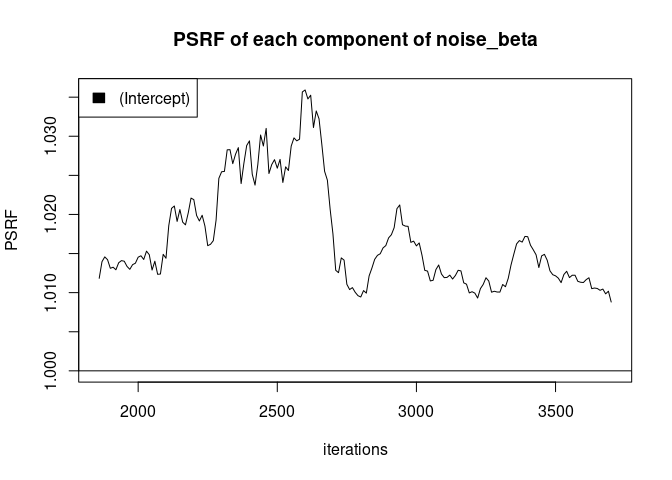 PSRF of each component of noise_beta
(Intercept)
PSRF
1.030
1.020
1.010
1.000
2000 2500 3000 3500
iterations